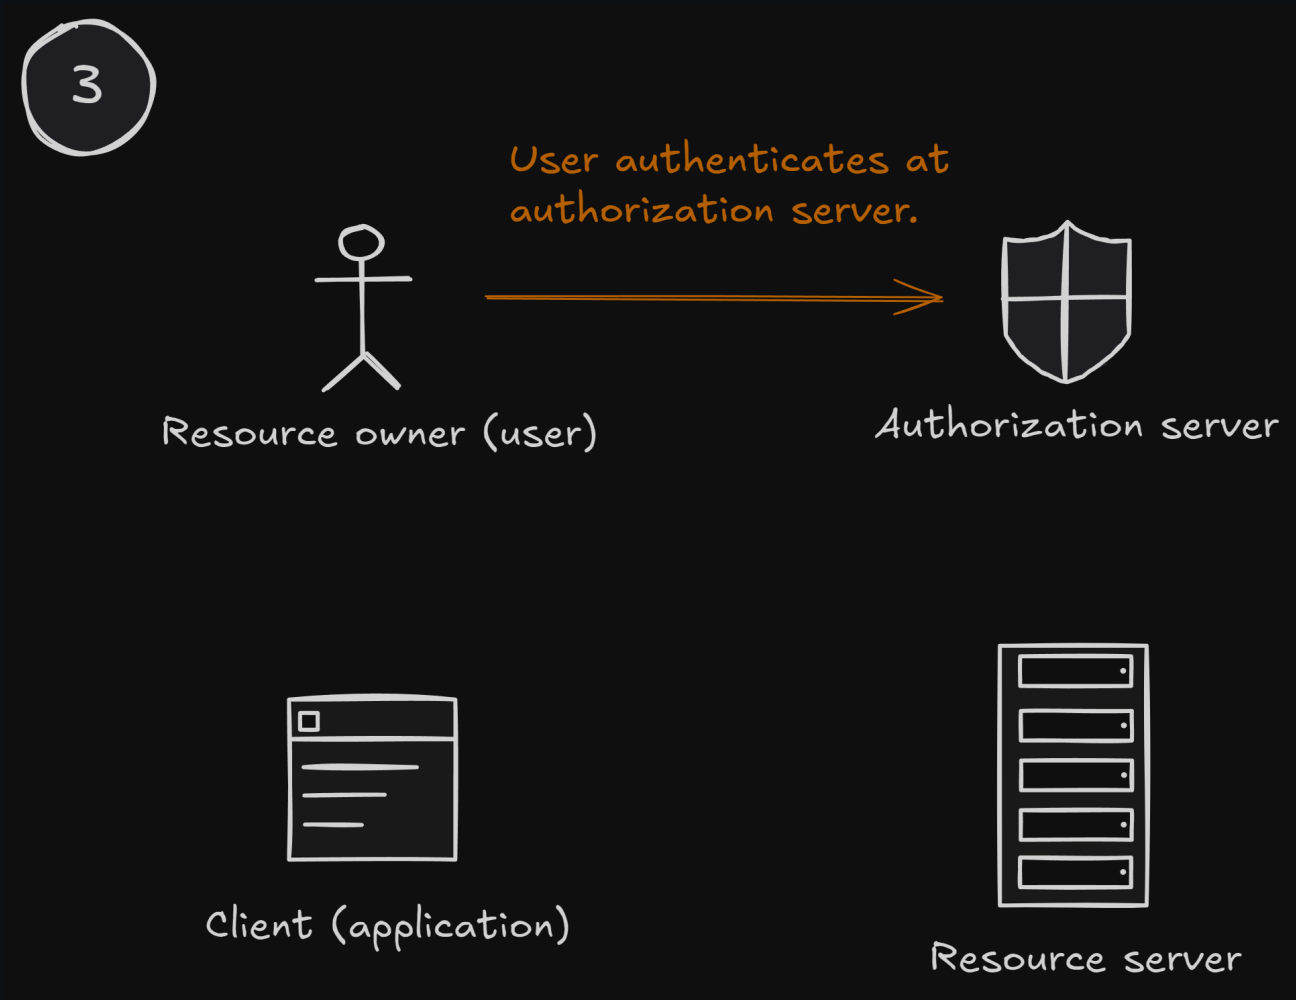 3
User authenticates at
authorization server.
Resource owner (user)
Authorization server
Client (application)
Resource server